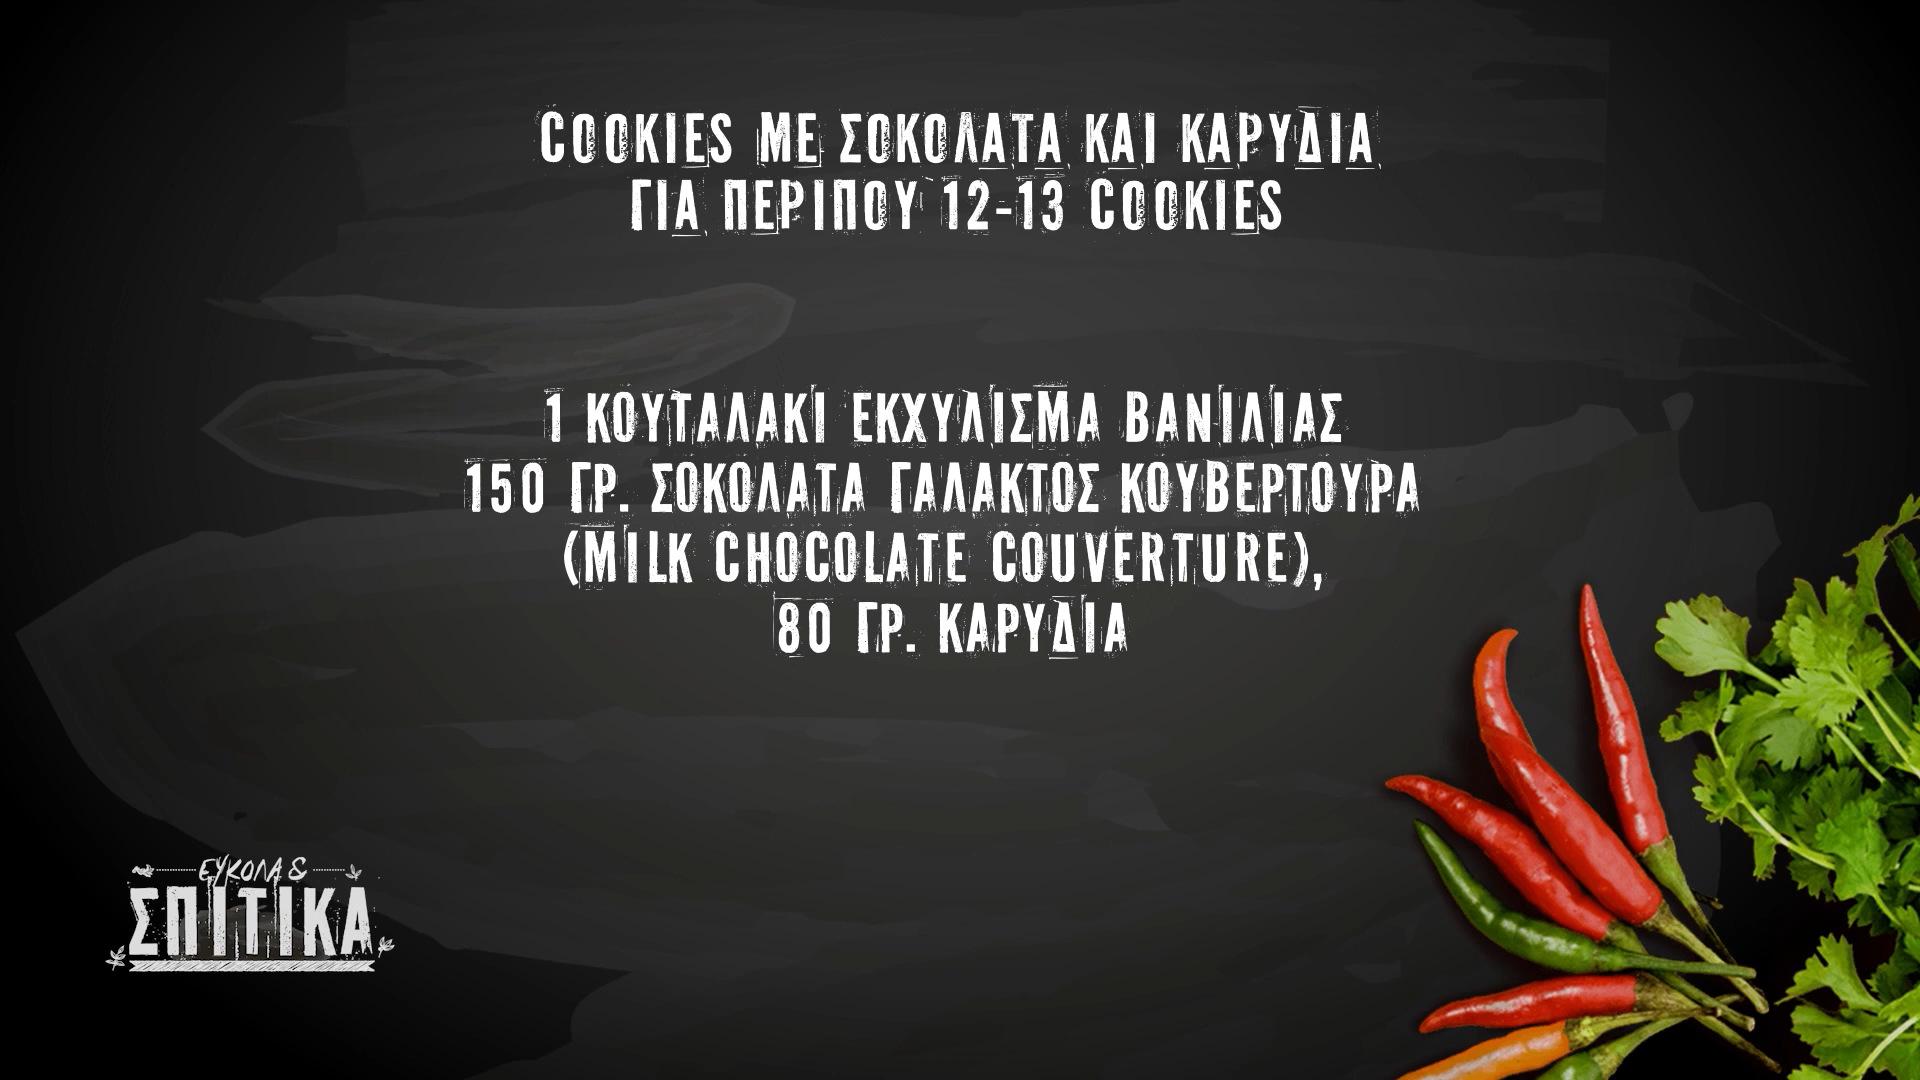 COOKIES ΜΕ ΣΟΚΟΛΑΤΑ ΚΑΙ ΚΑΡΥΔΙΑ
ΓΙΑ ΠΕΡΙΠΟΥ 12-13 COOKIES
1 ΚΟΥΤΑΛΑΚΙ ΕΚΧΥΛΙΣΜΑ ΒΑΝΙΛΙΑΣ
150 ΓΡ. ΣΟΚΟΛΑΤΑ ΓΑΛΑΚΤΟΣ ΚΟΥΒΕΡΤΟΥΡΑ
(MILK CHOCOLATE COUVERTURE),
80 ΓΡ. ΚΑΡΥΔΙΑ
ΕΥΚΟΛΑ &
ΣΠΙΤΙΚΑ